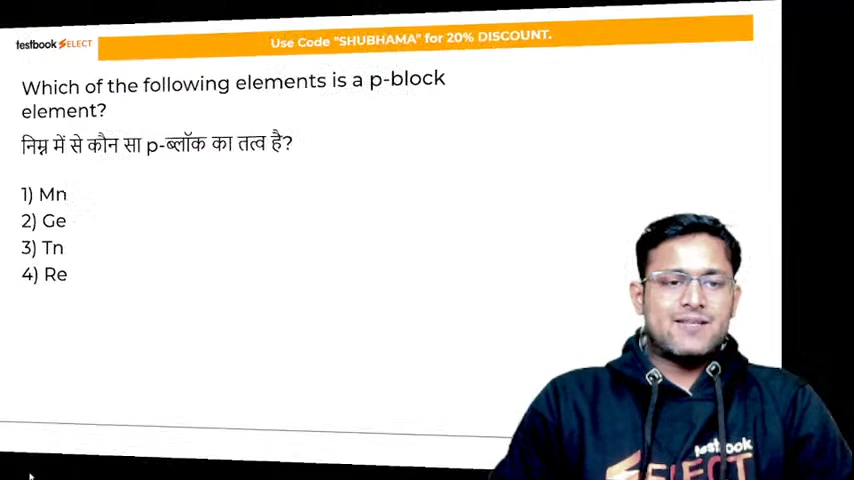 testbook SELECT
Use Code "SHUBHAMA" for 20% DISCOUNT.
Which of the following elements is a p-block
element?
निम्न में से कौन सा p-ब्लॉक का तत्व है?
1) Mn
2) Ge
3) Tn
4) Re
testbook
SELECT